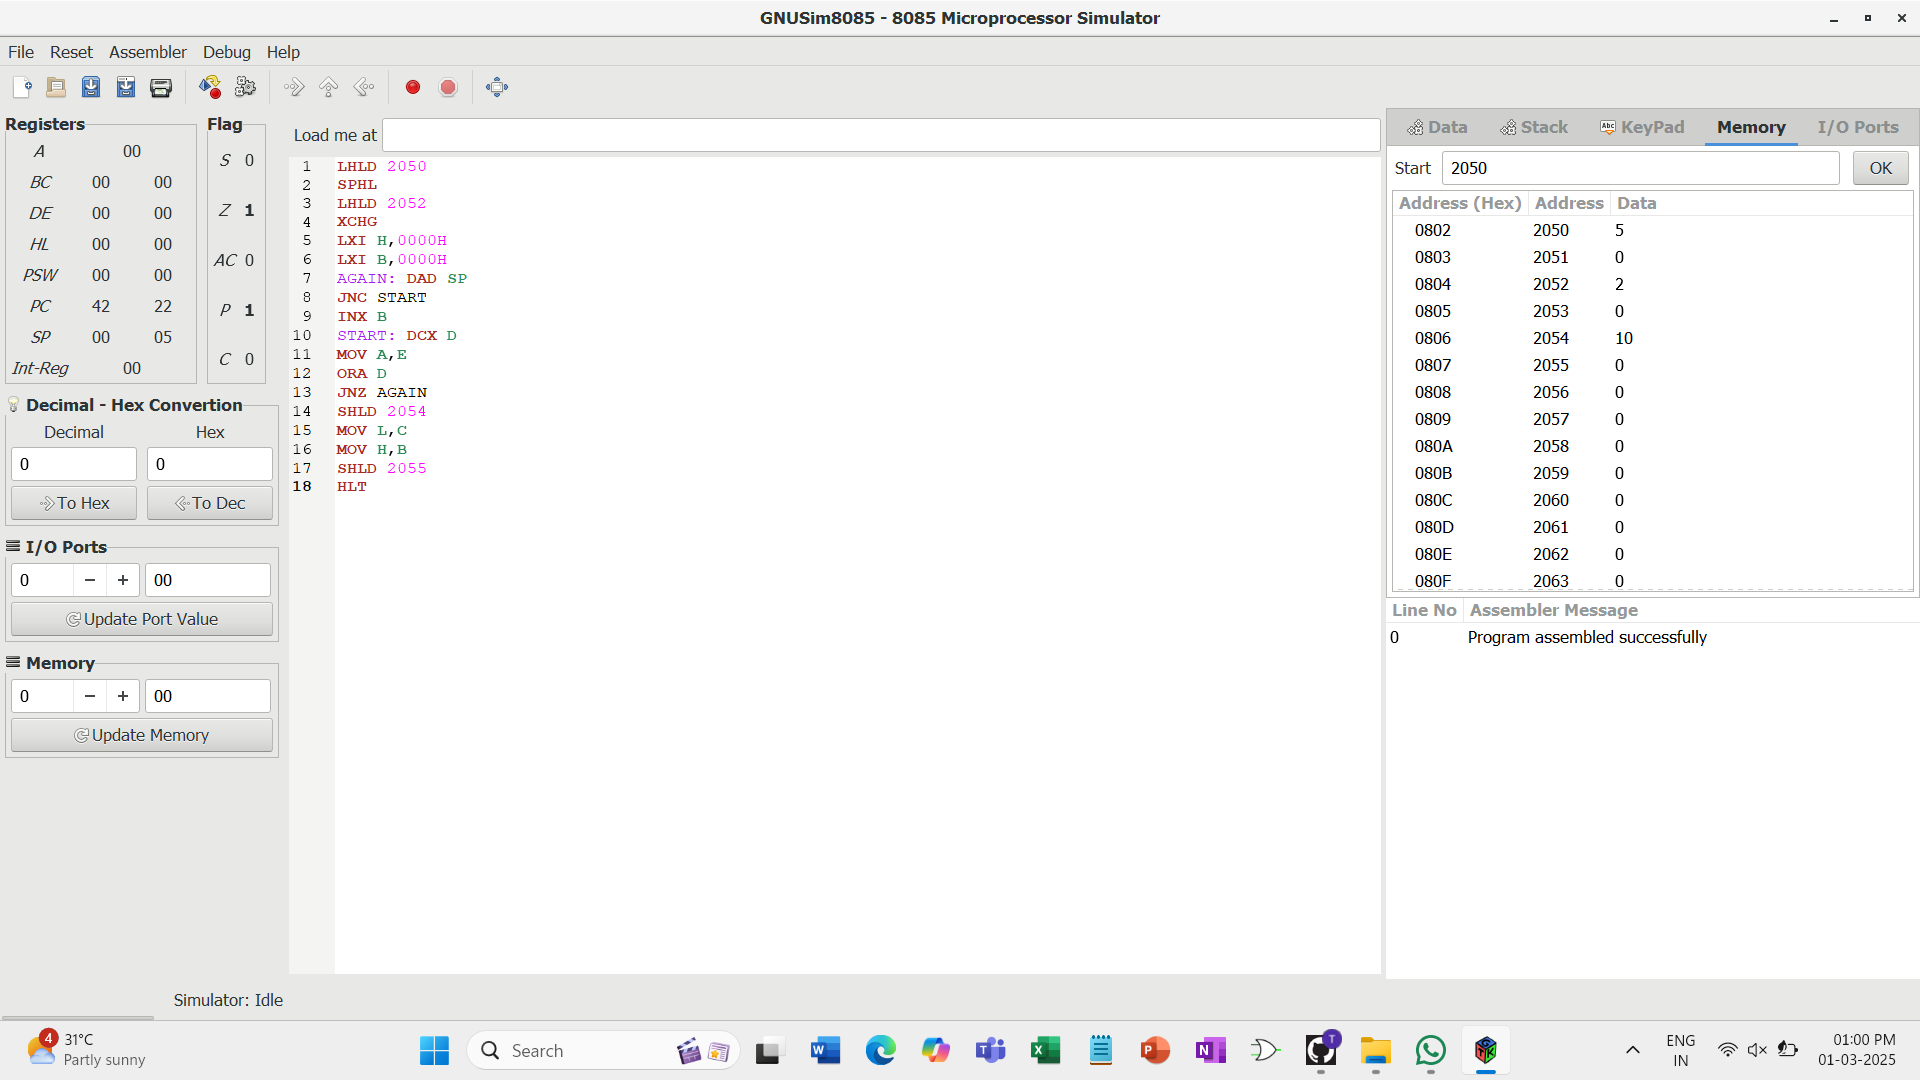 GNUSim8085 - 8085 Microprocessor Simulator
File Reset Assembler Debug Help
Registers
A 00
BC 00 00
DE 00 00
HL 00 00
PSW 00 00
PC 42 22
SP 00 05
Int-Reg 00
Flag
S 0
Z 1
AC 0
P 1
C 0
Decimal - Hex Convertion
Decimal Hex
0 0
To Hex To Dec
I/O Ports
0 − + 00
Update Port Value
Memory
0 − + 00
Update Memory
Load me at
1 LHLD 2050
2 SPHL
3 LHLD 2052
4 XCHG
5 LXI H,0000H
6 LXI B,0000H
7 AGAIN: DAD SP
8 JNC START
9 INX B
10 START: DCX D
11 MOV A,E
12 ORA D
13 JNZ AGAIN
14 SHLD 2054
15 MOV L,C
16 MOV H,B
17 SHLD 2055
18 HLT
Data Stack Abc KeyPad Memory I/O Ports
Start 2050 OK
Address (Hex) Address Data
0802 2050 5
0803 2051 0
0804 2052 2
0805 2053 0
0806 2054 10
0807 2055 0
0808 2056 0
0809 2057 0
080A 2058 0
080B 2059 0
080C 2060 0
080D 2061 0
080E 2062 0
080F 2063 0
Line No Assembler Message
0 Program assembled successfully
Simulator: Idle
4 31°C
Partly sunny
Search
T
ENG
IN
01:00 PM
01-03-2025